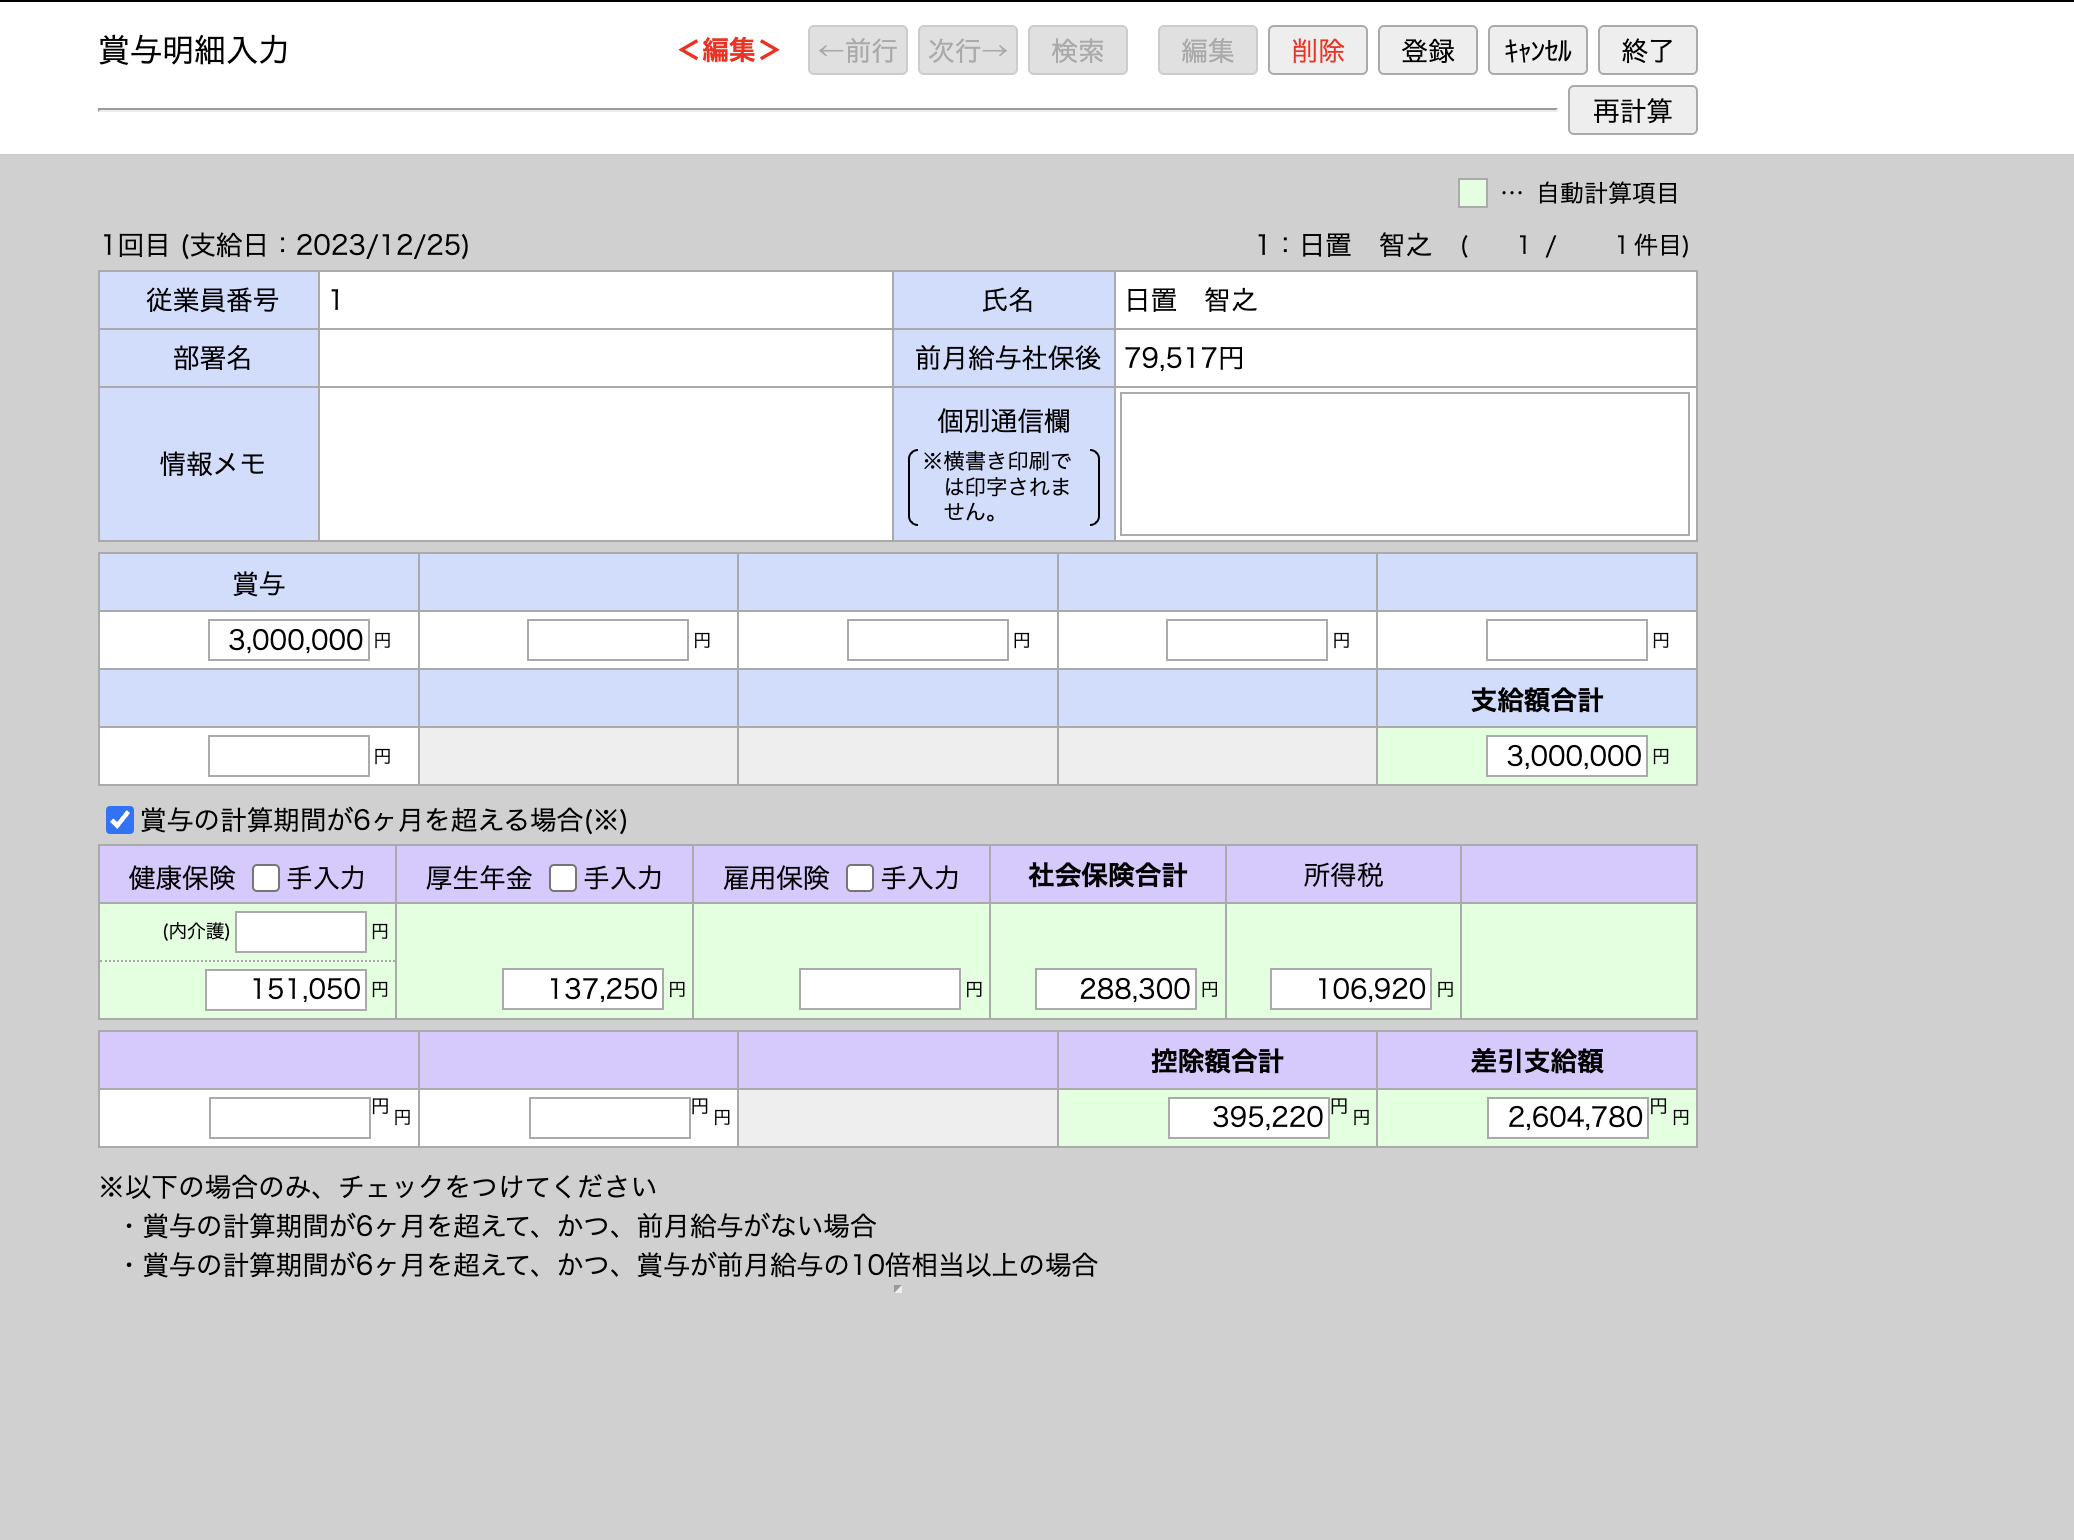 賞与明細入力
＜編集＞ ←前行 次行→ 検索 編集 削除 登録 ｷｬﾝｾﾙ 終了
再計算
… 自動計算項目
1回目 (支給日：2023/12/25) 1：日置　智之 ( 1 / 1件目)
従業員番号 1 氏名 日置　智之
部署名 前月給与社保後 79,517円
情報メモ 個別通信欄
※横書き印刷で
は印字されま
せん。
賞与
3,000,000 円 円 円 円 円
支給額合計
円 3,000,000 円
賞与の計算期間が6ヶ月を超える場合(※)
健康保険 手入力 厚生年金 手入力 雇用保険 手入力 社会保険合計 所得税
(内介護) 円
151,050 円 137,250 円 円 288,300 円 106,920 円
控除額合計 差引支給額
円 円 円 円 395,220 円 円 2,604,780 円 円
※以下の場合のみ、チェックをつけてください
・賞与の計算期間が6ヶ月を超えて、かつ、前月給与がない場合
・賞与の計算期間が6ヶ月を超えて、かつ、賞与が前月給与の10倍相当以上の場合